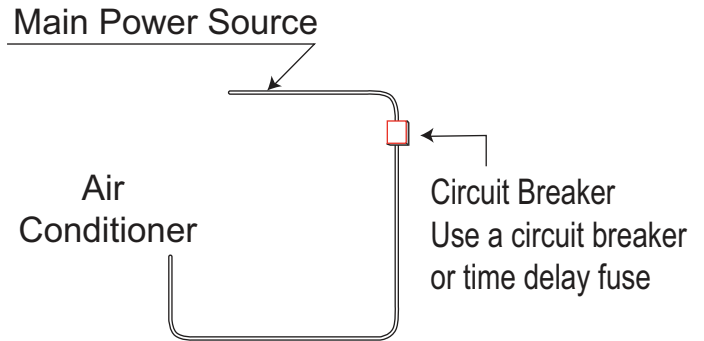 Main Power Source
Air
Conditioner
Circuit Breaker
Use a circuit breaker
or time delay fuse